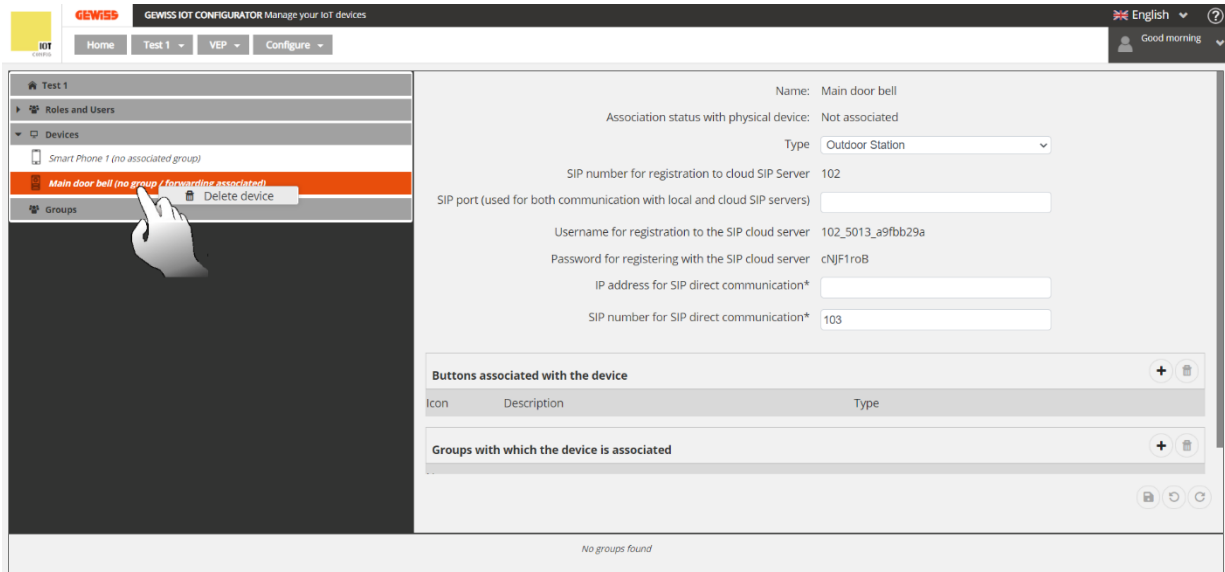 GEWISS GEWISS IOT CONFIGURATOR Manage your IoT devices English
IOT
Home Test 1 VEP Configure Good morning
Test 1
Roles and Users
Devices
Smart Phone 1 (no associated group)
Main door bell (no group / forwarding associated)
Delete device
Groups
Name: Main door bell
Association status with physical device: Not associated
Type Outdoor Station
SIP number for registration to cloud SIP Server 102
SIP port (used for both communication with local and cloud SIP servers)
Username for registration to the SIP cloud server 102_5013_a9fbb29a
Password for registering with the SIP cloud server cNJF1roB
IP address for SIP direct communication*
SIP number for SIP direct communication* 103
Buttons associated with the device
Icon Description Type
Groups with which the device is associated
No groups found